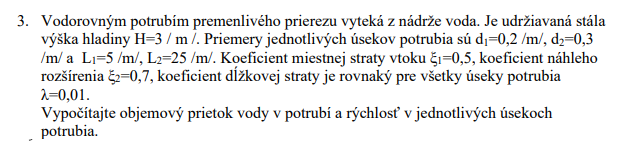 3. Vodorovným potrubím premenlivého prierezu vyteká z nádrže voda. Je udržiavaná stála
výška hladiny H=3 / m /. Priemery jednotlivých úsekov potrubia sú d₁=0,2 /m/, d₂=0,3
/m/ a L₁=5 /m/, L₂=25 /m/. Koeficient miestnej straty vtoku ξ₁=0,5, koeficient náhleho
rozšírenia ξ₂=0,7, koeficient dĺžkovej straty je rovnaký pre všetky úseky potrubia
λ=0,01.
Vypočítajte objemový prietok vody v potrubí a rýchlosť v jednotlivých úsekoch
potrubia.